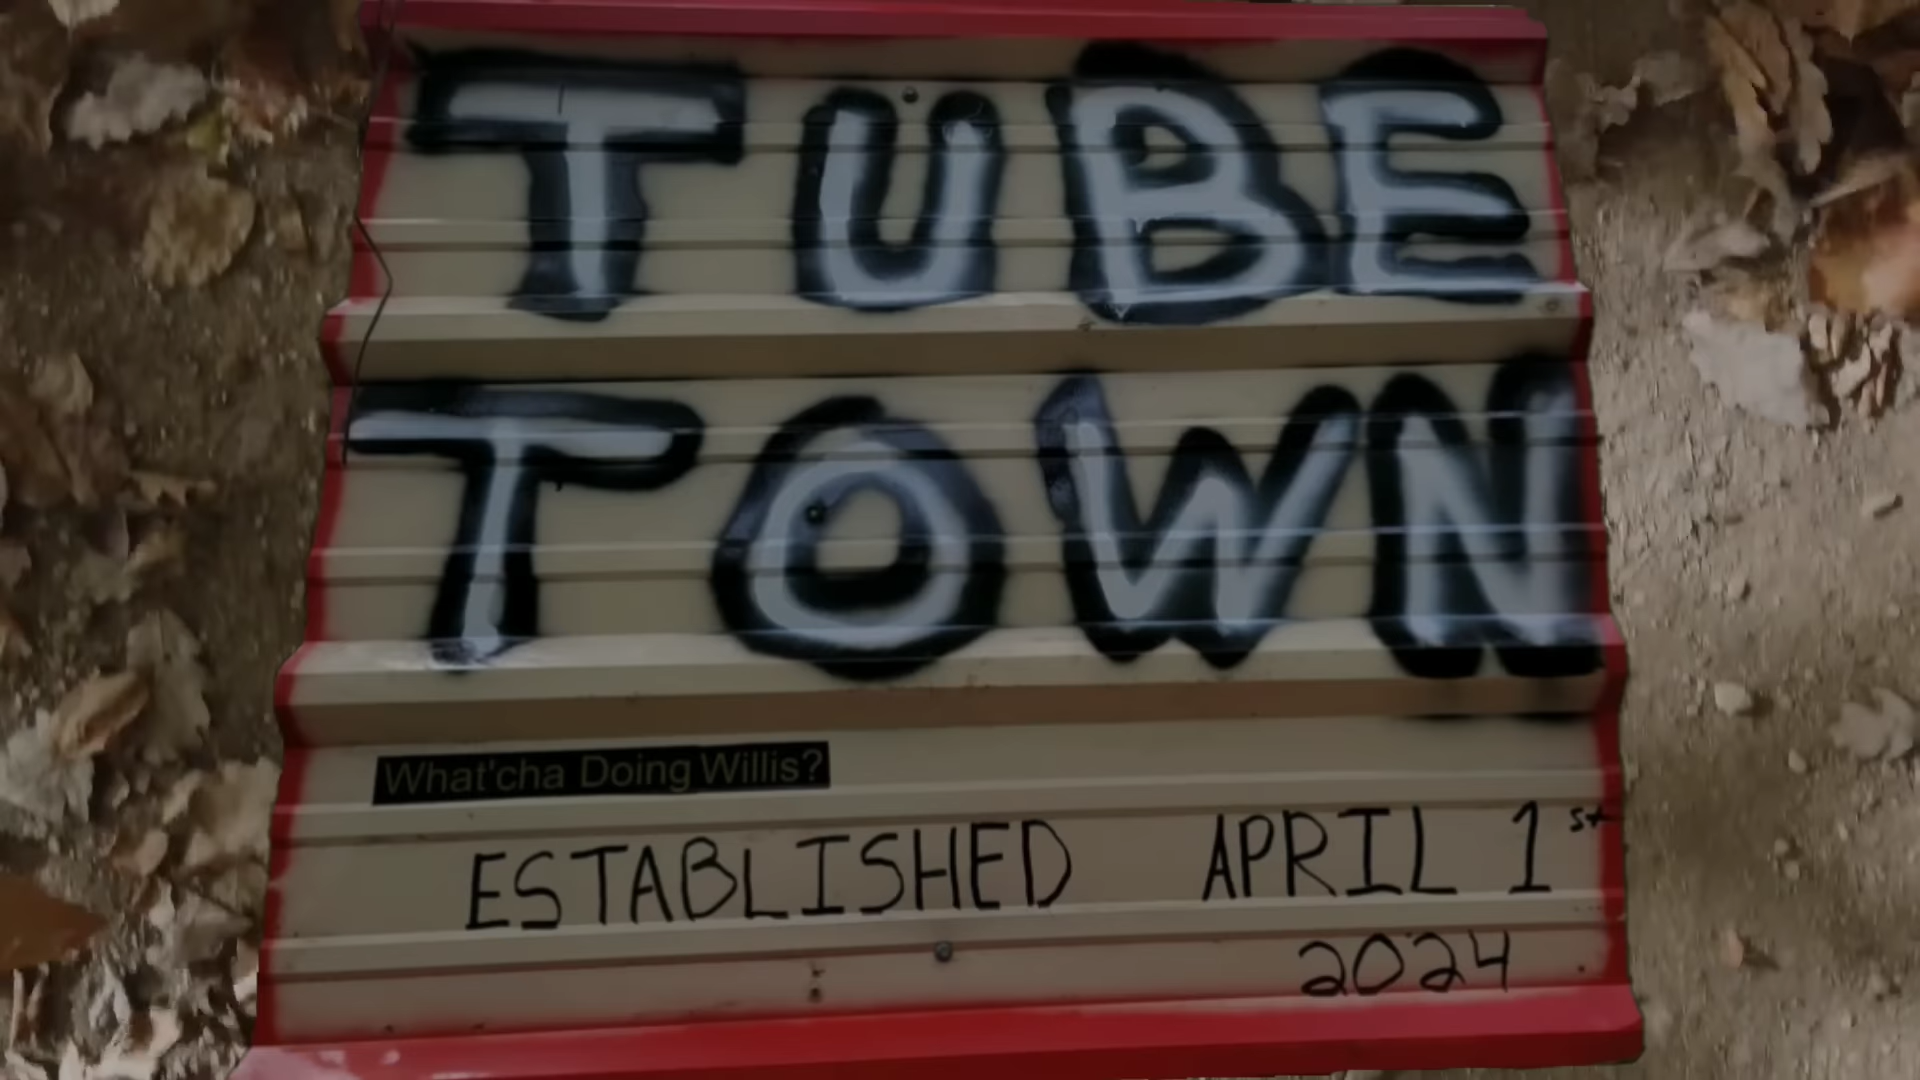 TUBE
TOWN
What'cha Doing Willis?
ESTABLISHED APRIL 1st
2024